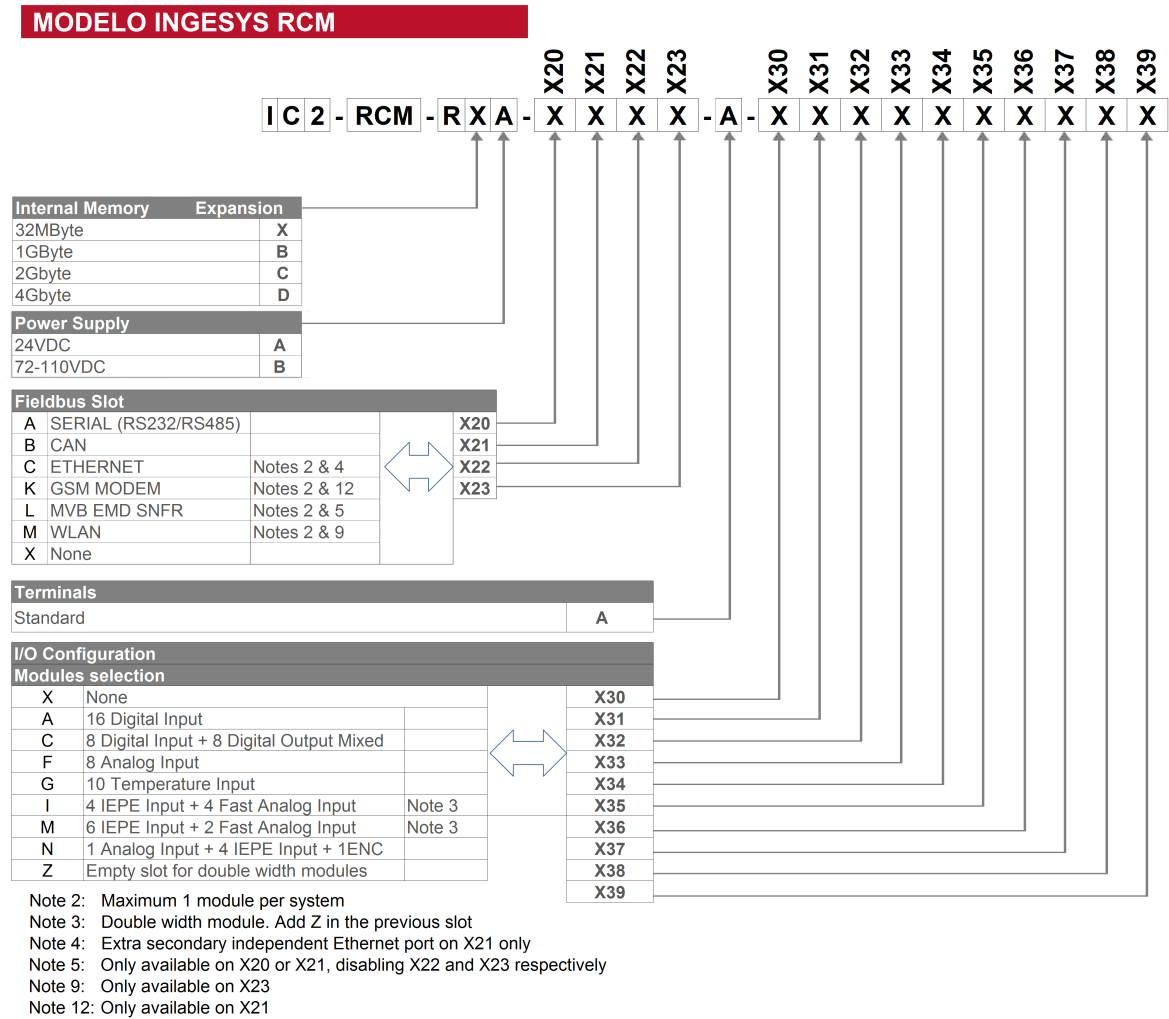 MODELO INGESYS RCM
X20 X21 X22 X23 X30 X31 X32 X33 X34 X35 X36 X37 X38 X39
I C 2 - RCM - R X A - X X X X - A - X X X X X X X X X X
Internal Memory Expansion
32MByte X
1GByte B
2Gbyte C
4Gbyte D
Power Supply
24VDC A
72-110VDC B
Fieldbus Slot
A SERIAL (RS232/RS485) X20
B CAN X21
C ETHERNET Notes 2 & 4 X22
K GSM MODEM Notes 2 & 12 X23
L MVB EMD SNFR Notes 2 & 5
M WLAN Notes 2 & 9
X None
Terminals
Standard A
I/O Configuration
Modules selection
X None X30
A 16 Digital Input X31
C 8 Digital Input + 8 Digital Output Mixed X32
F 8 Analog Input X33
G 10 Temperature Input X34
I 4 IEPE Input + 4 Fast Analog Input Note 3 X35
M 6 IEPE Input + 2 Fast Analog Input Note 3 X36
N 1 Analog Input + 4 IEPE Input + 1ENC X37
Z Empty slot for double width modules X38
X39
Note 2: Maximum 1 module per system
Note 3: Double width module. Add Z in the previous slot
Note 4: Extra secondary independent Ethernet port on X21 only
Note 5: Only available on X20 or X21, disabling X22 and X23 respectively
Note 9: Only available on X23
Note 12: Only available on X21